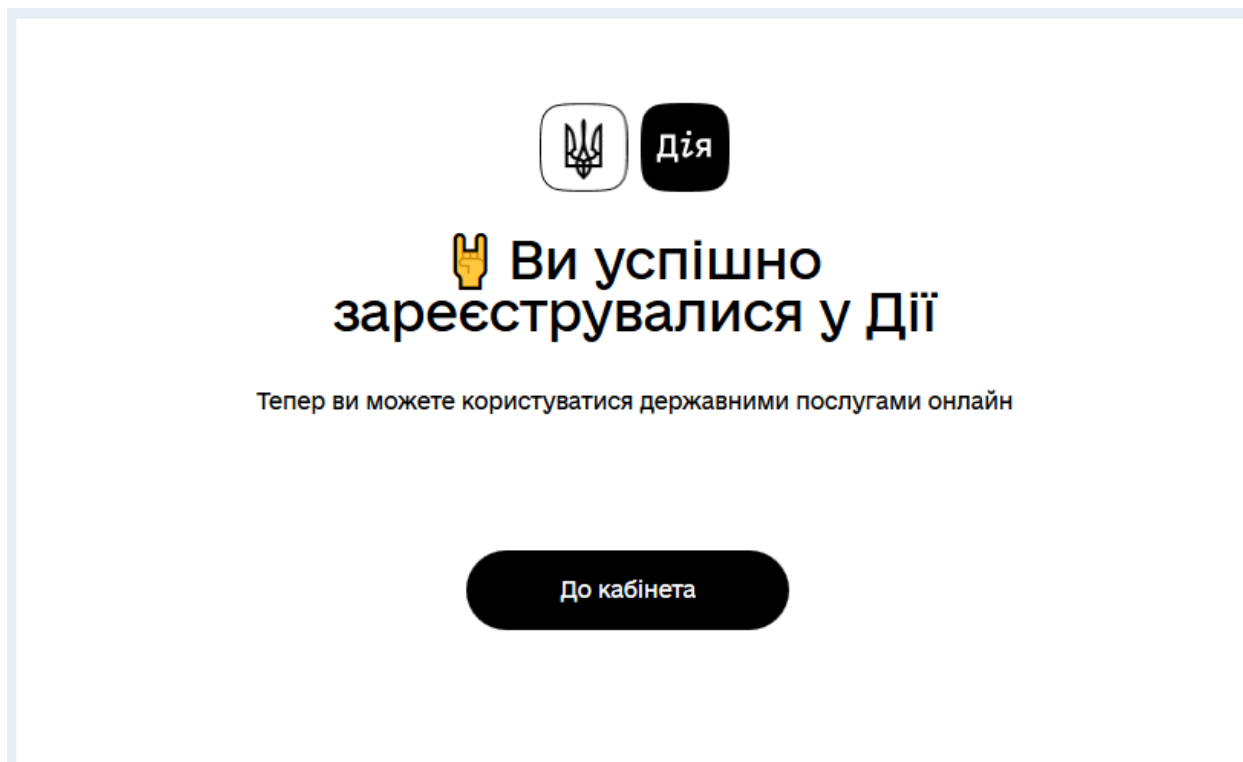 Дія
🤘 Ви успішно
зареєструвалися у Дії
Тепер ви можете користуватися державними послугами онлайн
До кабінета